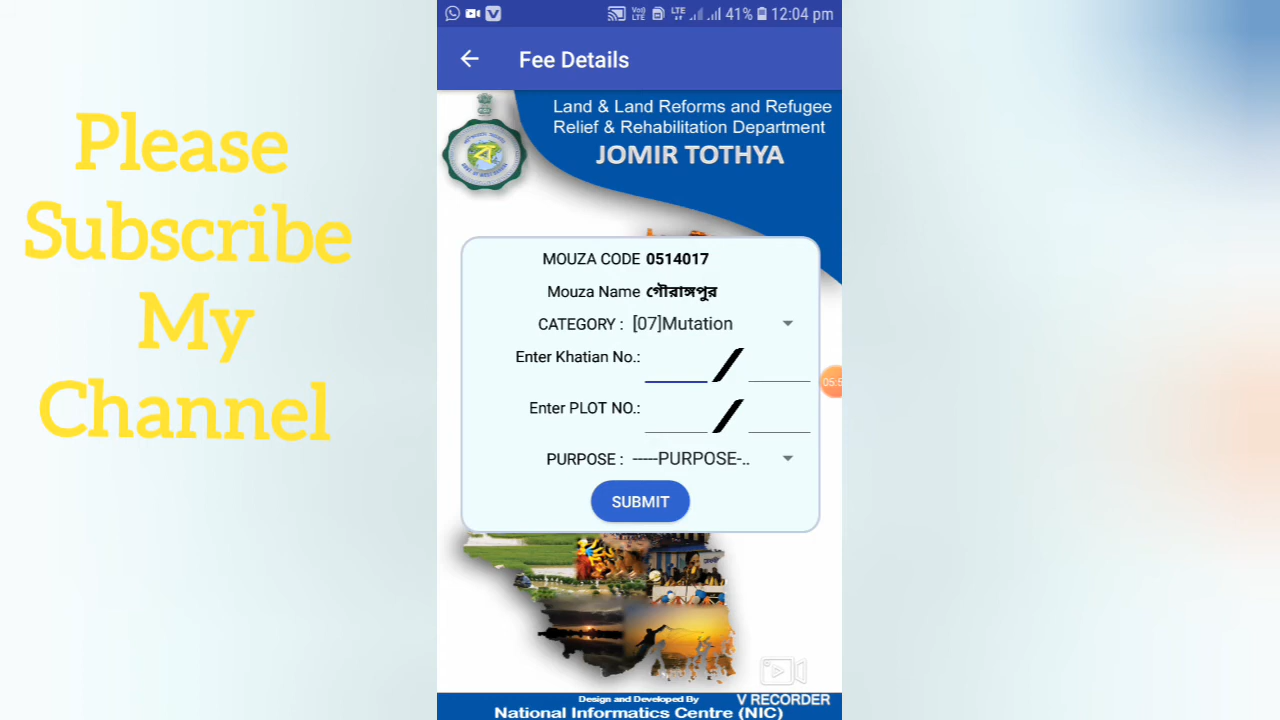 Please
Subscribe
My
Channel
41% 12:04 pm
Fee Details
Land & Land Reforms and Refugee
Relief & Rehabilitation Department
JOMIR TOTHYA
MOUZA CODE 0514017
Mouza Name গৌরাঙ্গপুর
CATEGORY : [07]Mutation
Enter Khatian No.: /
Enter PLOT NO.: /
PURPOSE : -----PURPOSE-..
SUBMIT
Design and Developed By
V RECORDER
National Informatics Centre (NIC)